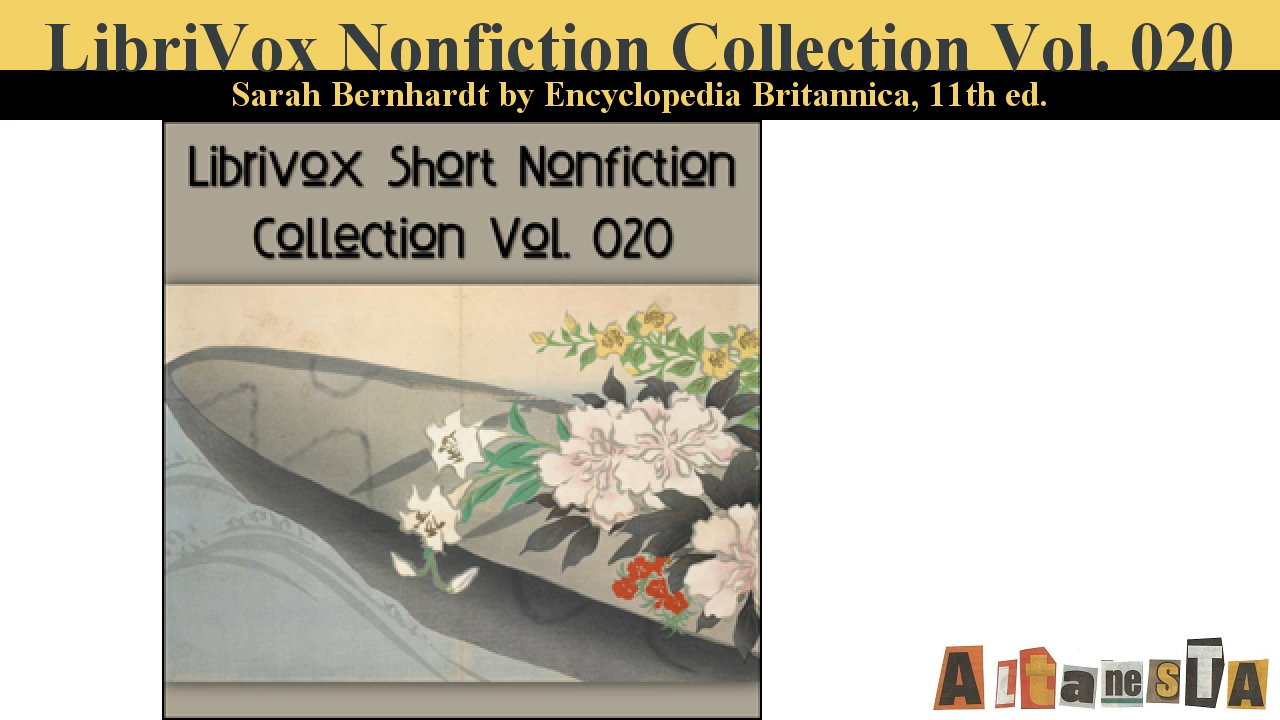 LibriVox Nonfiction Collection Vol. 020
Sarah Bernhardt by Encyclopedia Britannica, 11th ed.
Librivox Short Nonfiction
Collection Vol. 020
AltanesTA